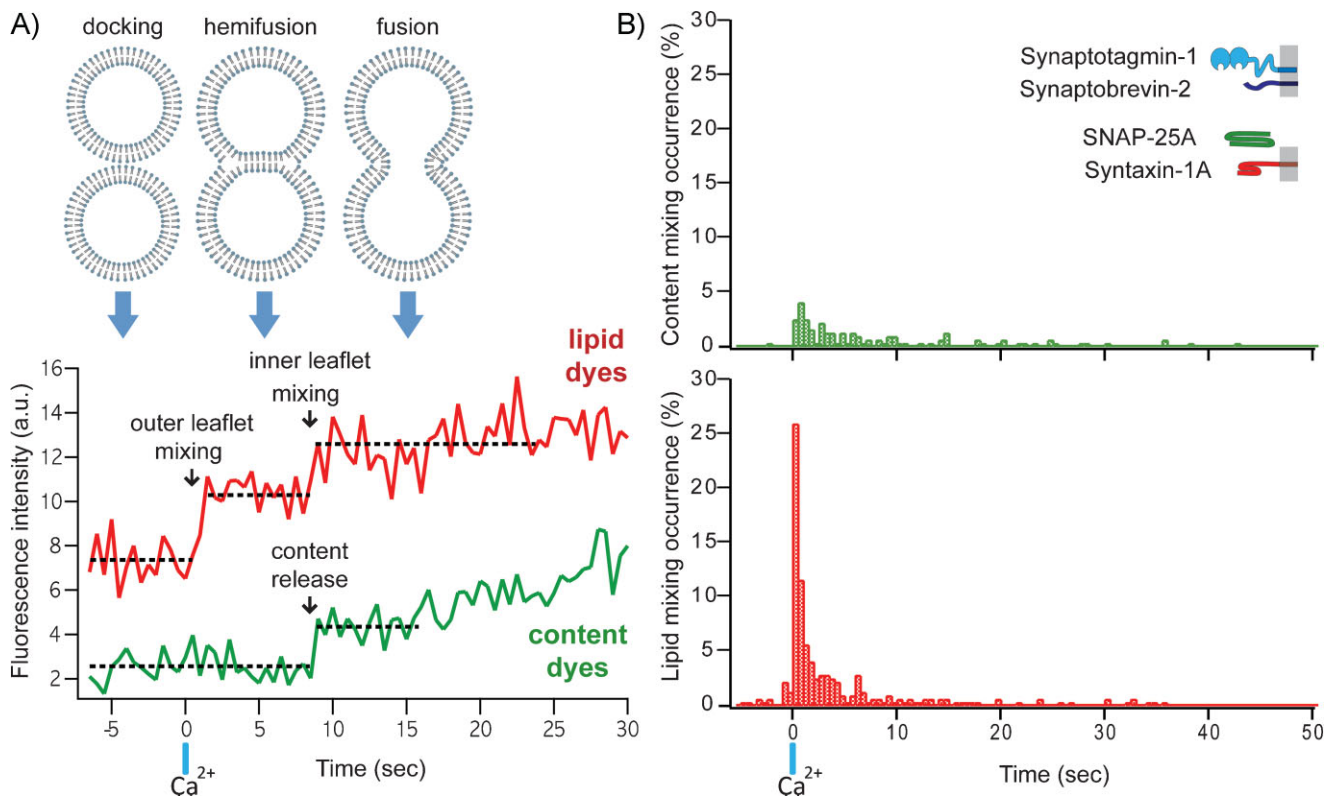 A)
docking
hemifusion
fusion
lipid
dyes
inner leaflet
mixing
outer leaflet
mixing
content
release
content
dyes
Fluorescence intensity (a.u.)
16
14
12
10
8
6
4
2
-5
0
5
10
15
20
25
30
Ca2+
Time (sec)
B)
Content mixing occurrence (%)
30
25
20
15
10
5
0
Synaptotagmin-1
Synaptobrevin-2
SNAP-25A
Syntaxin-1A
Lipid mixing occurrence (%)
30
25
20
15
10
5
0
0
10
20
30
40
50
Ca2+
Time (sec)